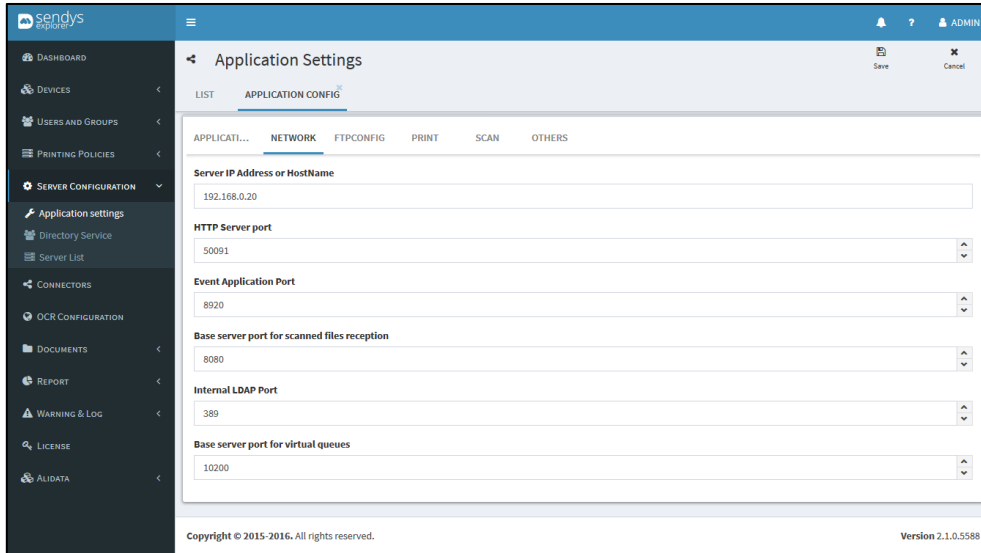 sendys
explorer
? ADMIN
DASHBOARD
DEVICES
USERS AND GROUPS
PRINTING POLICIES
SERVER CONFIGURATION
Application settings
Directory Service
Server List
CONNECTORS
OCR CONFIGURATION
DOCUMENTS
REPORT
WARNING & LOG
LICENSE
ALIDATA
Application Settings
Save
Cancel
LIST APPLICATION CONFIG
APPLICATI... NETWORK FTPCONFIG PRINT SCAN OTHERS
Server IP Address or HostName
192.168.0.20
HTTP Server port
50091
Event Application Port
8920
Base server port for scanned files reception
8080
Internal LDAP Port
389
Base server port for virtual queues
10200
Copyright © 2015-2016. All rights reserved.
Version 2.1.0.5588